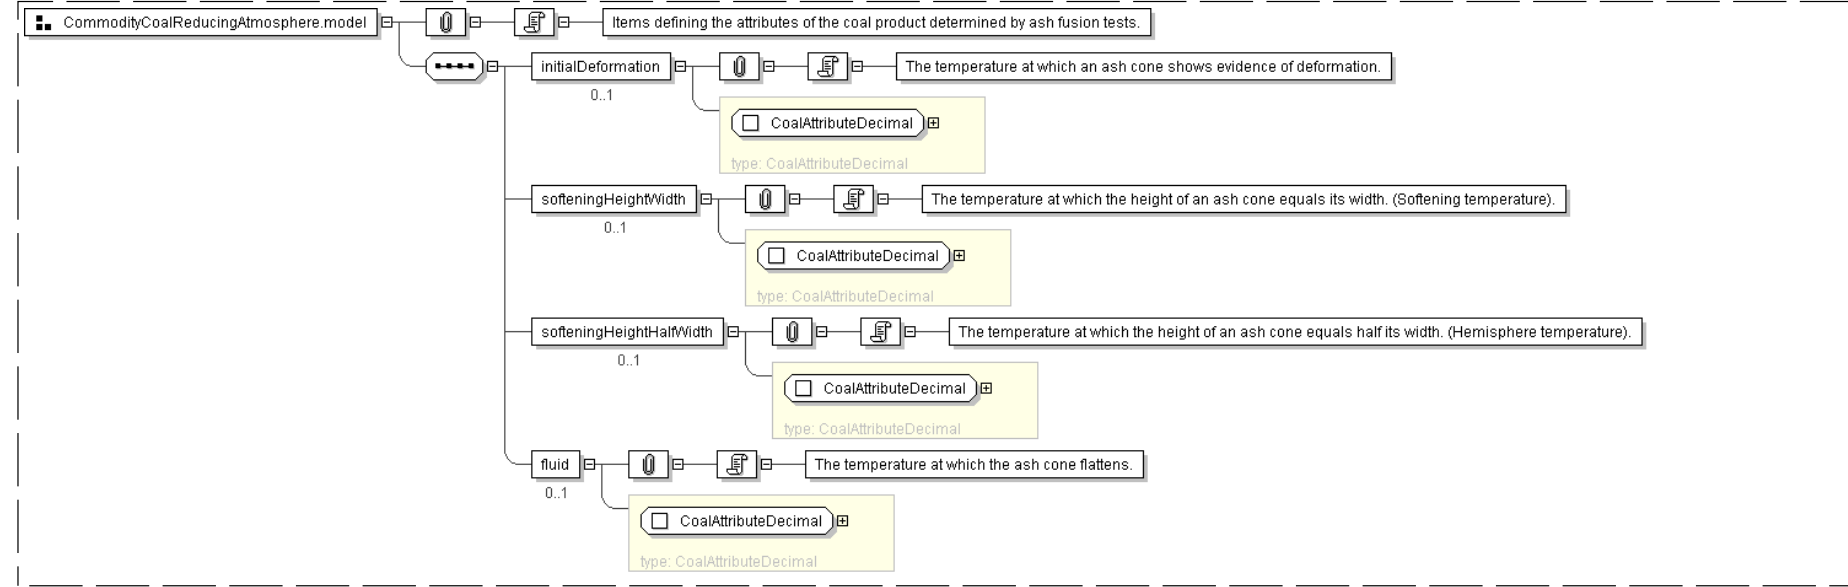 CommodityCoalReducingAtmosphere.model
Items defining the attributes of the coal product determined by ash fusion tests.
initialDeformation
The temperature at which an ash cone shows evidence of deformation.
0..1
CoalAttributeDecimal
type: CoalAttributeDecimal
softeningHeightWidth
The temperature at which the height of an ash cone equals its width. (Softening temperature).
0..1
CoalAttributeDecimal
type: CoalAttributeDecimal
softeningHeightHalfWidth
The temperature at which the height of an ash cone equals half its width. (Hemisphere temperature).
0..1
CoalAttributeDecimal
type: CoalAttributeDecimal
fluid
The temperature at which the ash cone flattens.
0..1
CoalAttributeDecimal
type: CoalAttributeDecimal